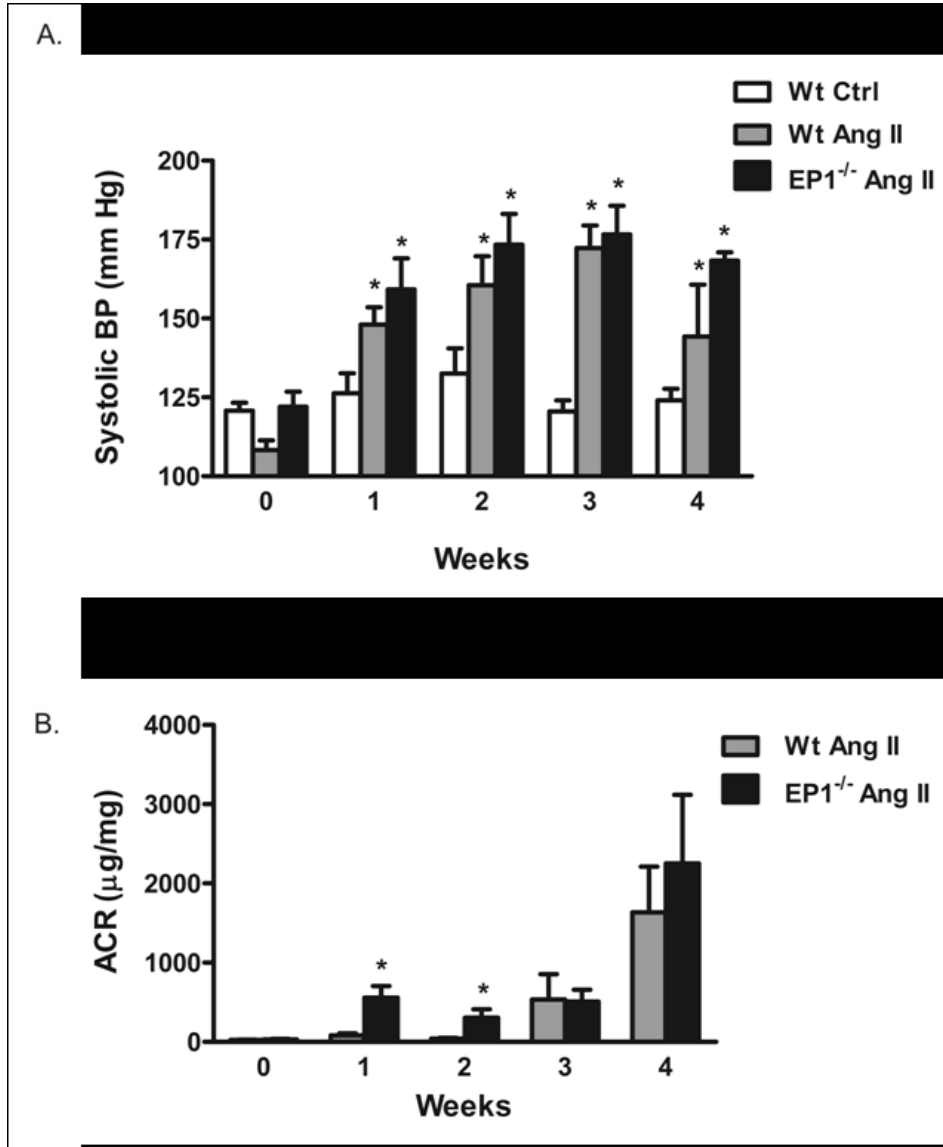 A.
Wt Ctrl
Wt Ang II
EP1-/- Ang II
Systolic BP (mm Hg)
200
175
150
125
100
* * * * * * * *
0 1 2 3 4
Weeks
B.
Wt Ang II
EP1-/- Ang II
ACR (μg/mg)
4000
3000
2000
1000
0
* *
0 1 2 3 4
Weeks